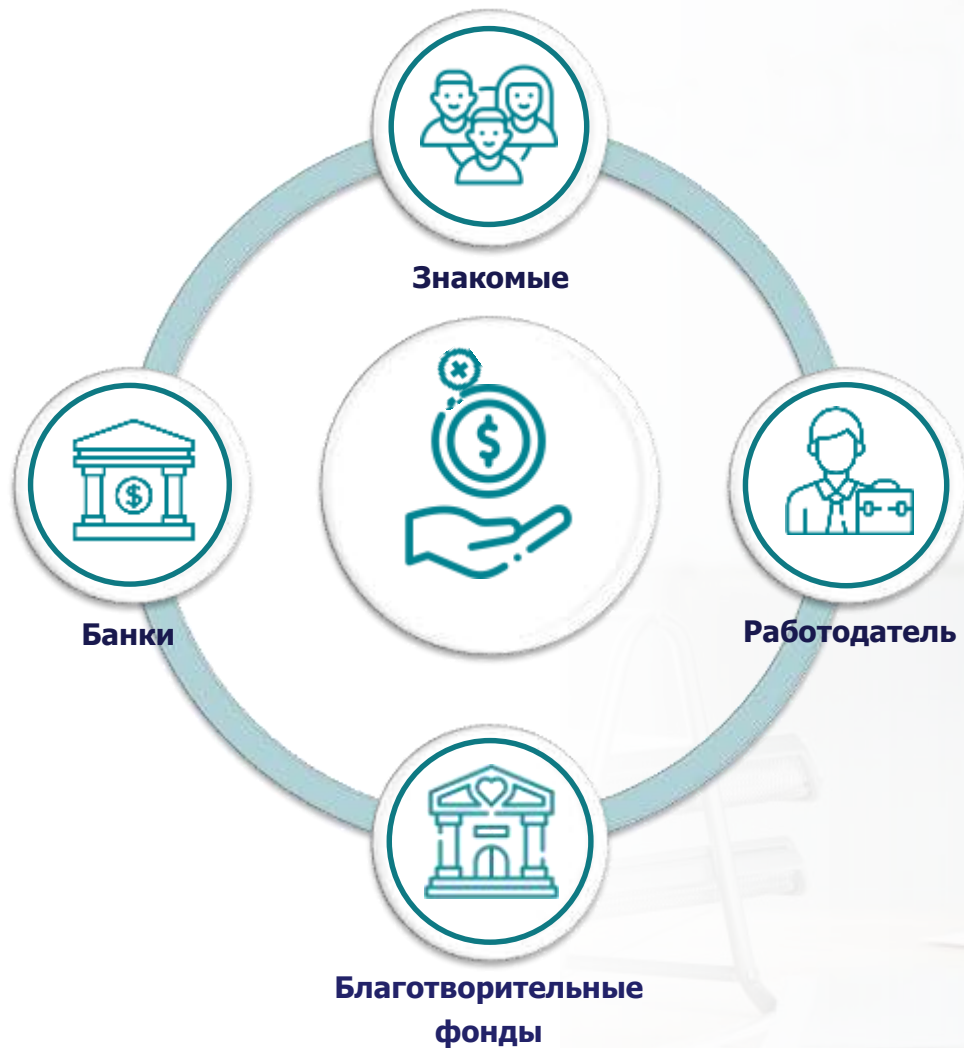 Знакомые
Банки
Работодатель
Благотворительные
фонды